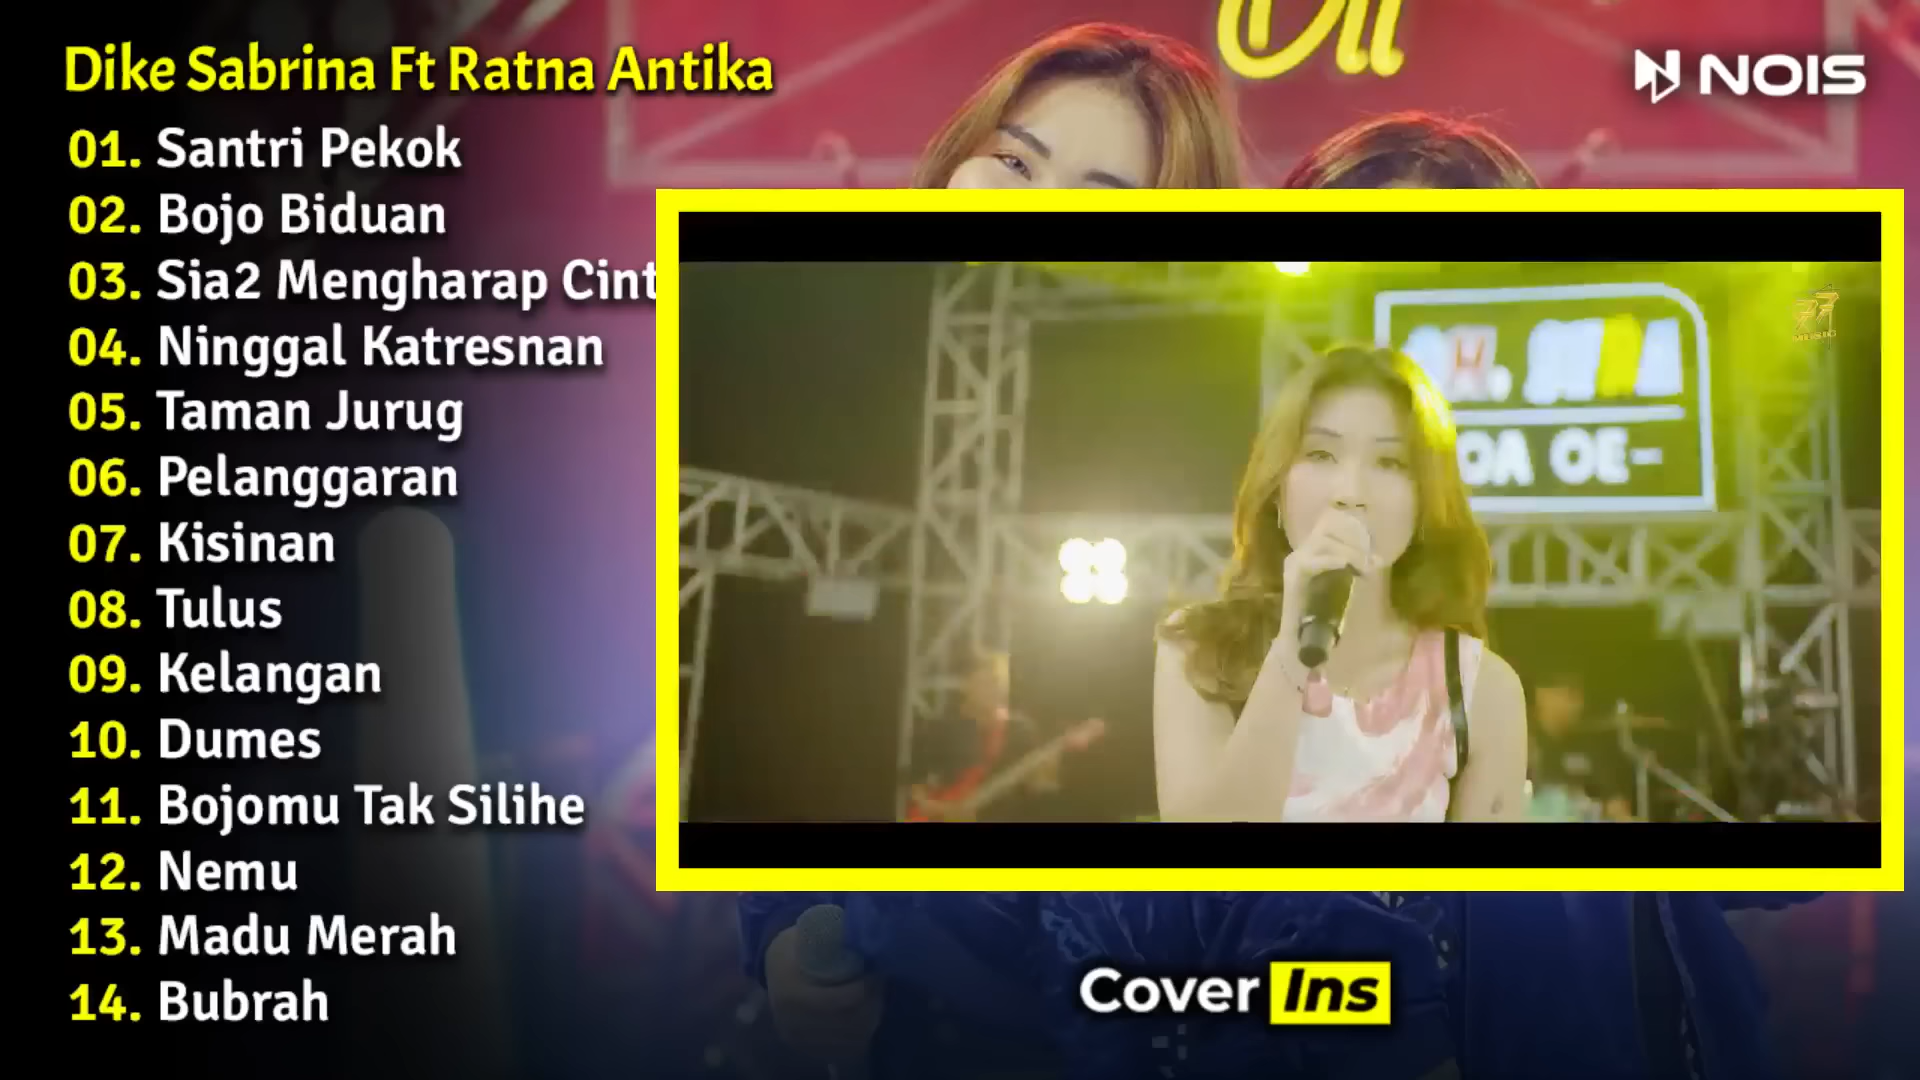 Dike Sabrina Ft Ratna Antika
NOIS
01. Santri Pekok
02. Bojo Biduan
03. Sia2 Mengharap Cint
04. Ninggal Katresnan
05. Taman Jurug
06. Pelanggaran
07. Kisinan
08. Tulus
09. Kelangan
10. Dumes
11. Bojomu Tak Silihe
12. Nemu
13. Madu Merah
14. Bubrah
OA OE-
Cover Ins